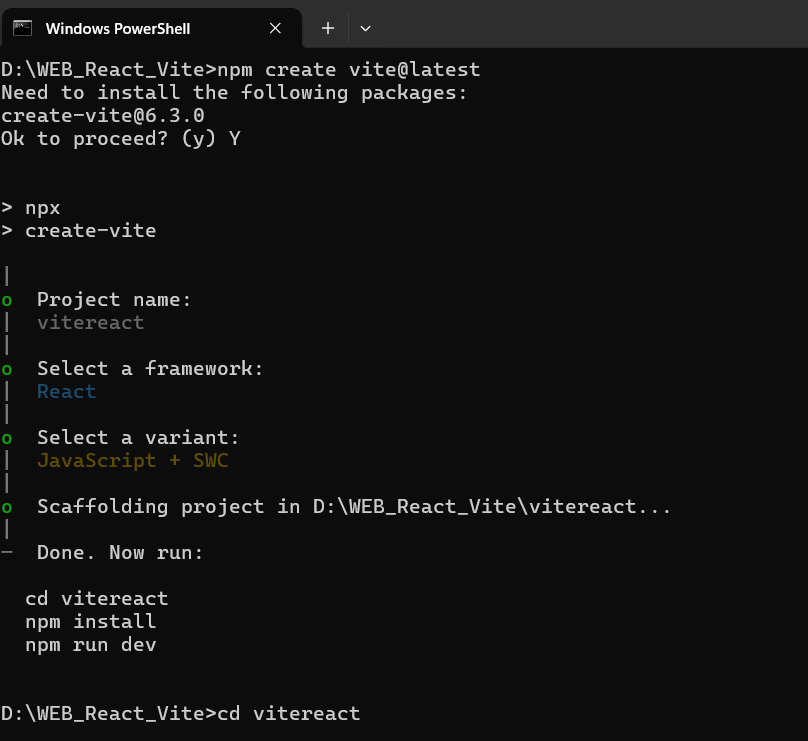 Windows PowerShell
D:\WEB_React_Vite>npm create vite@latest
Need to install the following packages:
create-vite@6.3.0
Ok to proceed? (y) Y
> npx
> create-vite
|
o  Project name:
|  vitereact
|
o  Select a framework:
|  React
|
o  Select a variant:
|  JavaScript + SWC
|
o  Scaffolding project in D:\WEB_React_Vite\vitereact...
|
—  Done. Now run:
cd vitereact
npm install
npm run dev
D:\WEB_React_Vite>cd vitereact